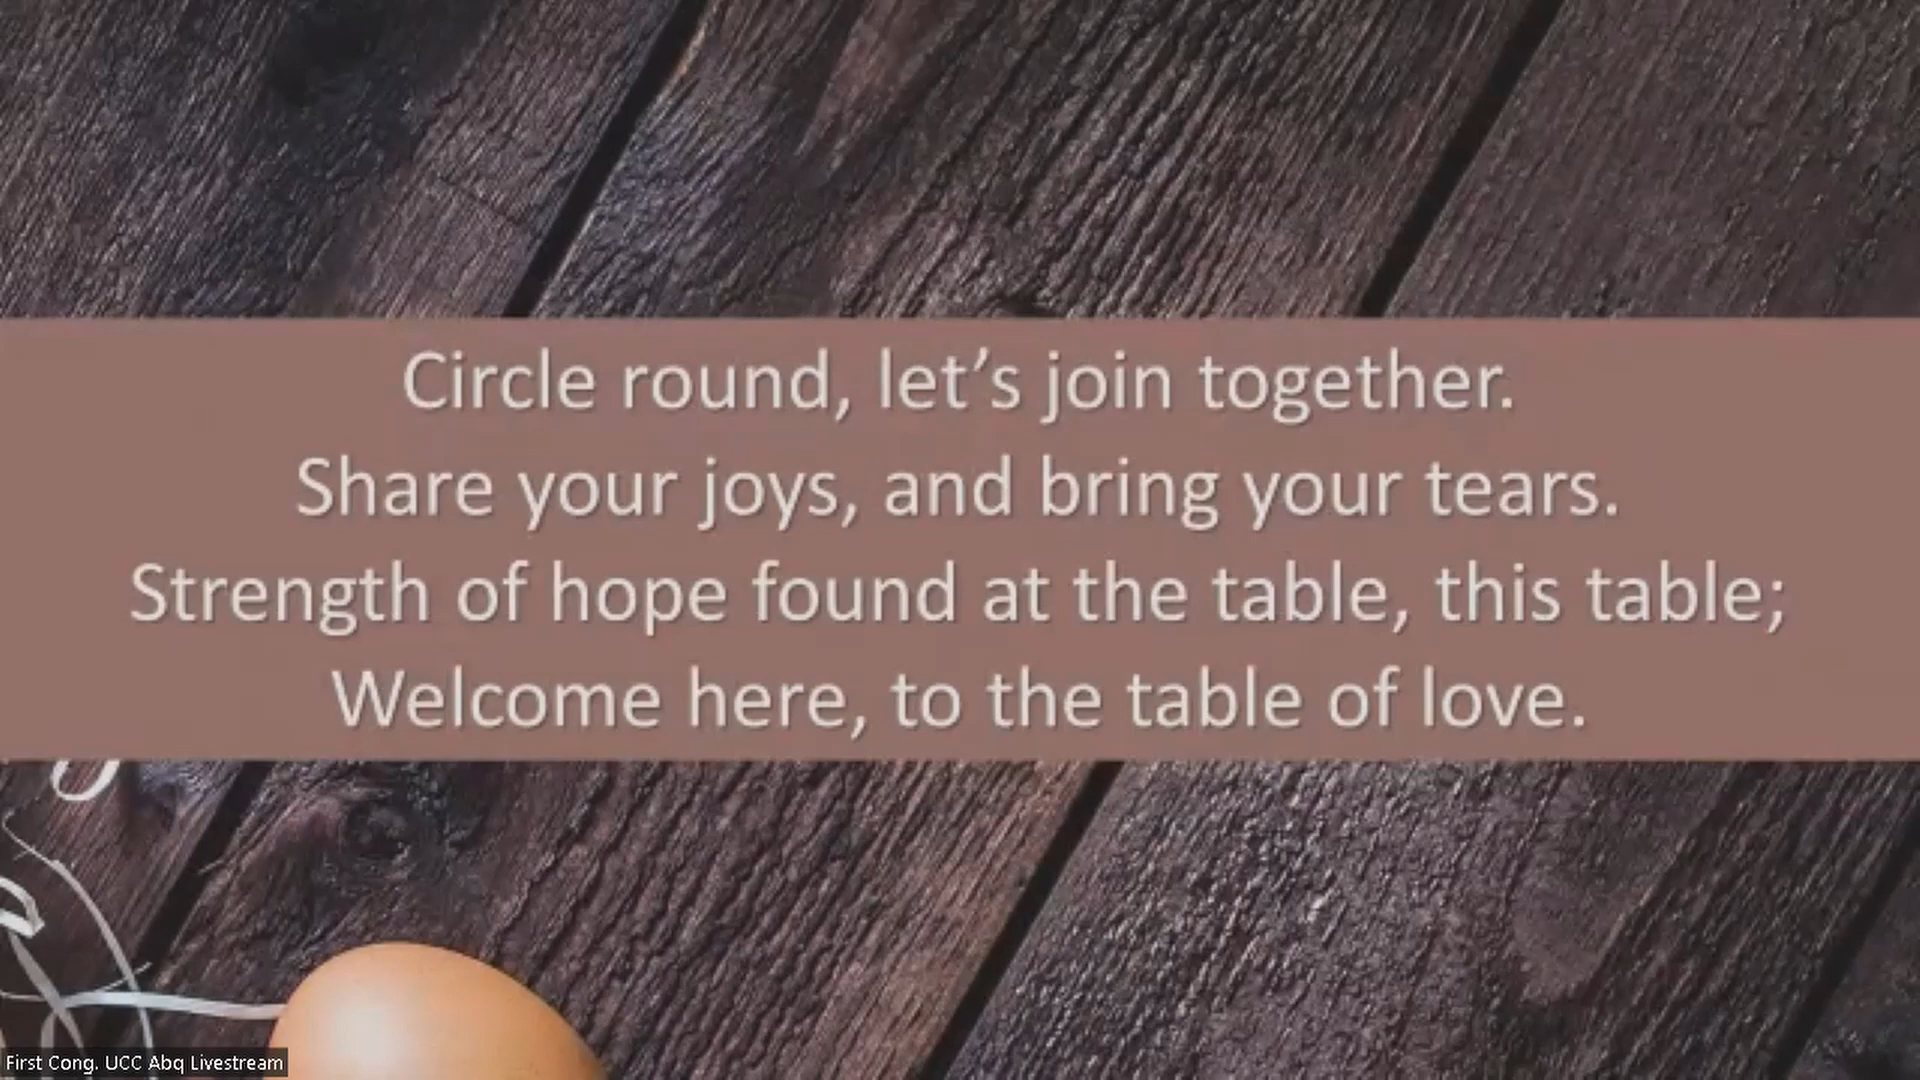 Circle round, let’s join together.
Share your joys, and bring your tears.
Strength of hope found at the table, this table;
Welcome here, to the table of love.
First Cong. UCC Abq Livestream